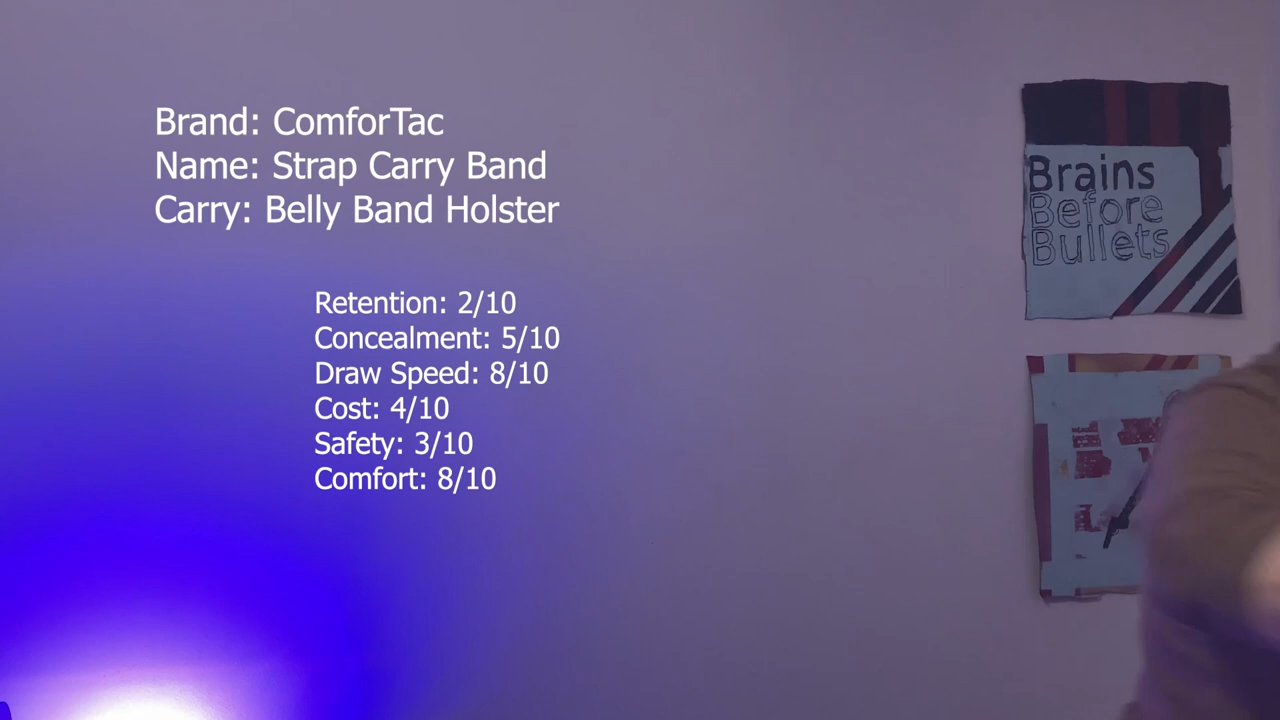 Brand: ComforTac
Name: Strap Carry Band
Carry: Belly Band Holster
Retention: 2/10
Concealment: 5/10
Draw Speed: 8/10
Cost: 4/10
Safety: 3/10
Comfort: 8/10
Brains
Before
Bullets